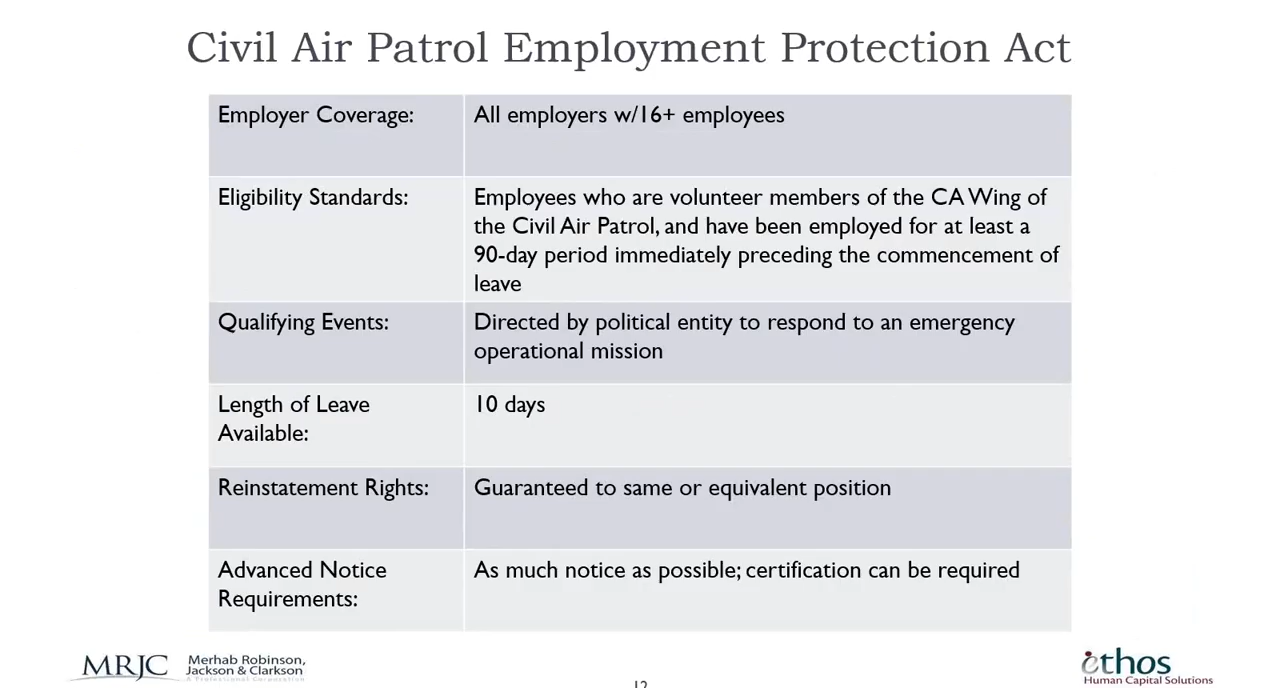 Civil Air Patrol Employment Protection Act
Employer Coverage:
All employers w/16+ employees
Eligibility Standards:
Employees who are volunteer members of the CA Wing of
the Civil Air Patrol, and have been employed for at least a
90-day period immediately preceding the commencement of
leave
Qualifying Events:
Directed by political entity to respond to an emergency
operational mission
Length of Leave
Available:
10 days
Reinstatement Rights:
Guaranteed to same or equivalent position
Advanced Notice
Requirements:
As much notice as possible; certification can be required
MRJC
Merhab Robinson,
Jackson & Clarkson
A Professional Corporation
12
ethos
Human Capital Solutions